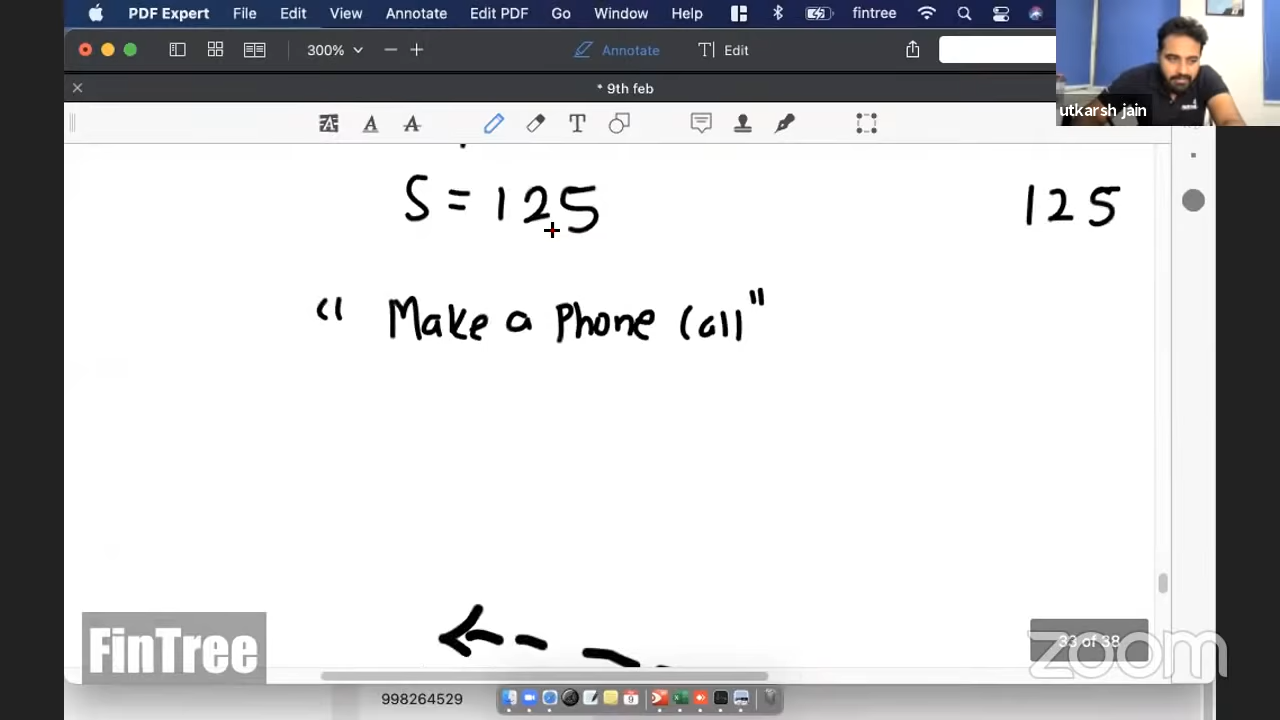 PDF Expert File Edit View Annotate Edit PDF Go Window Help fintree
300% Annotate T Edit
* 9th feb
A A A T
utkarsh jain
S = 125 125
" Make a Phone Call "
FinTree
33 of 38
zoom
998264529